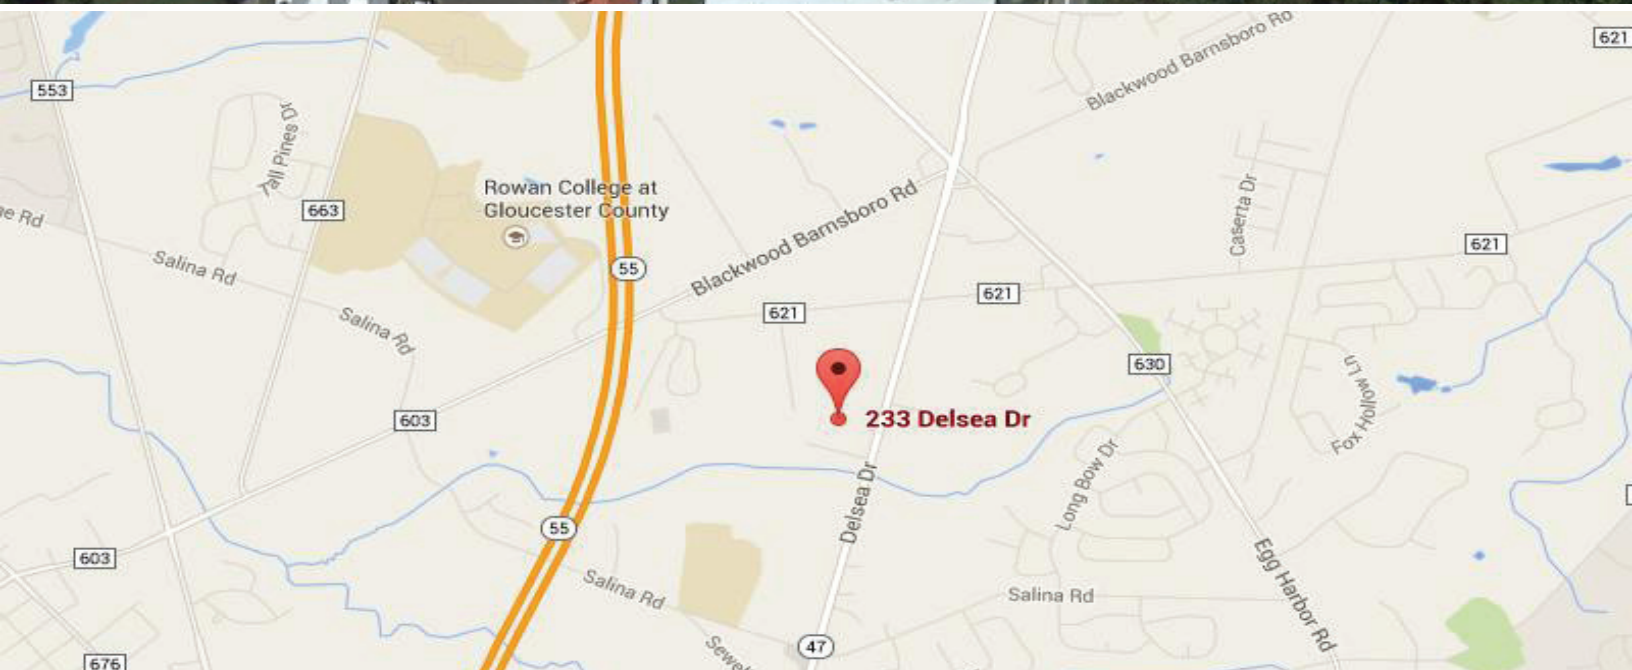 Blackwood Barnsboro Rd
621
553
Tall Pines Dr
Rowan College at
Gloucester County
663
Blackwood Barnsboro Rd
Caserta Dr
Salina Rd
55
621
621
621
Salina Rd
630
Fox Hollow Ln
603
233 Delsea Dr
Long Bow Dr
Delsea Dr
55
603
Salina Rd
Salina Rd
Egg Harbor Rd
47
676